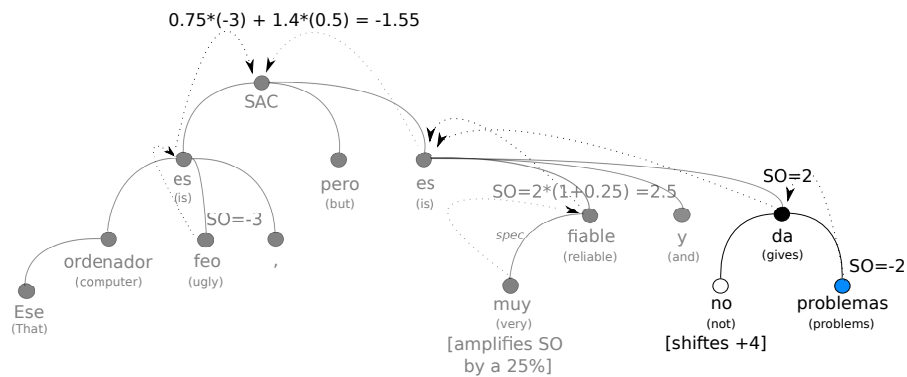 0.75*(-3) + 1.4*(0.5) = -1.55
SAC
es
(is)
pero
(but)
es
(is)
SO=2
SO=2*(1+0.25) =2.5
SO=-3
ordenador
(computer)
feo
(ugly)
,
spec
fiable
(reliable)
y
(and)
da
(gives)
SO=-2
Ese
(That)
muy
(very)
[amplifies SO
by a 25%]
no
(not)
[shiftes +4]
problemas
(problems)